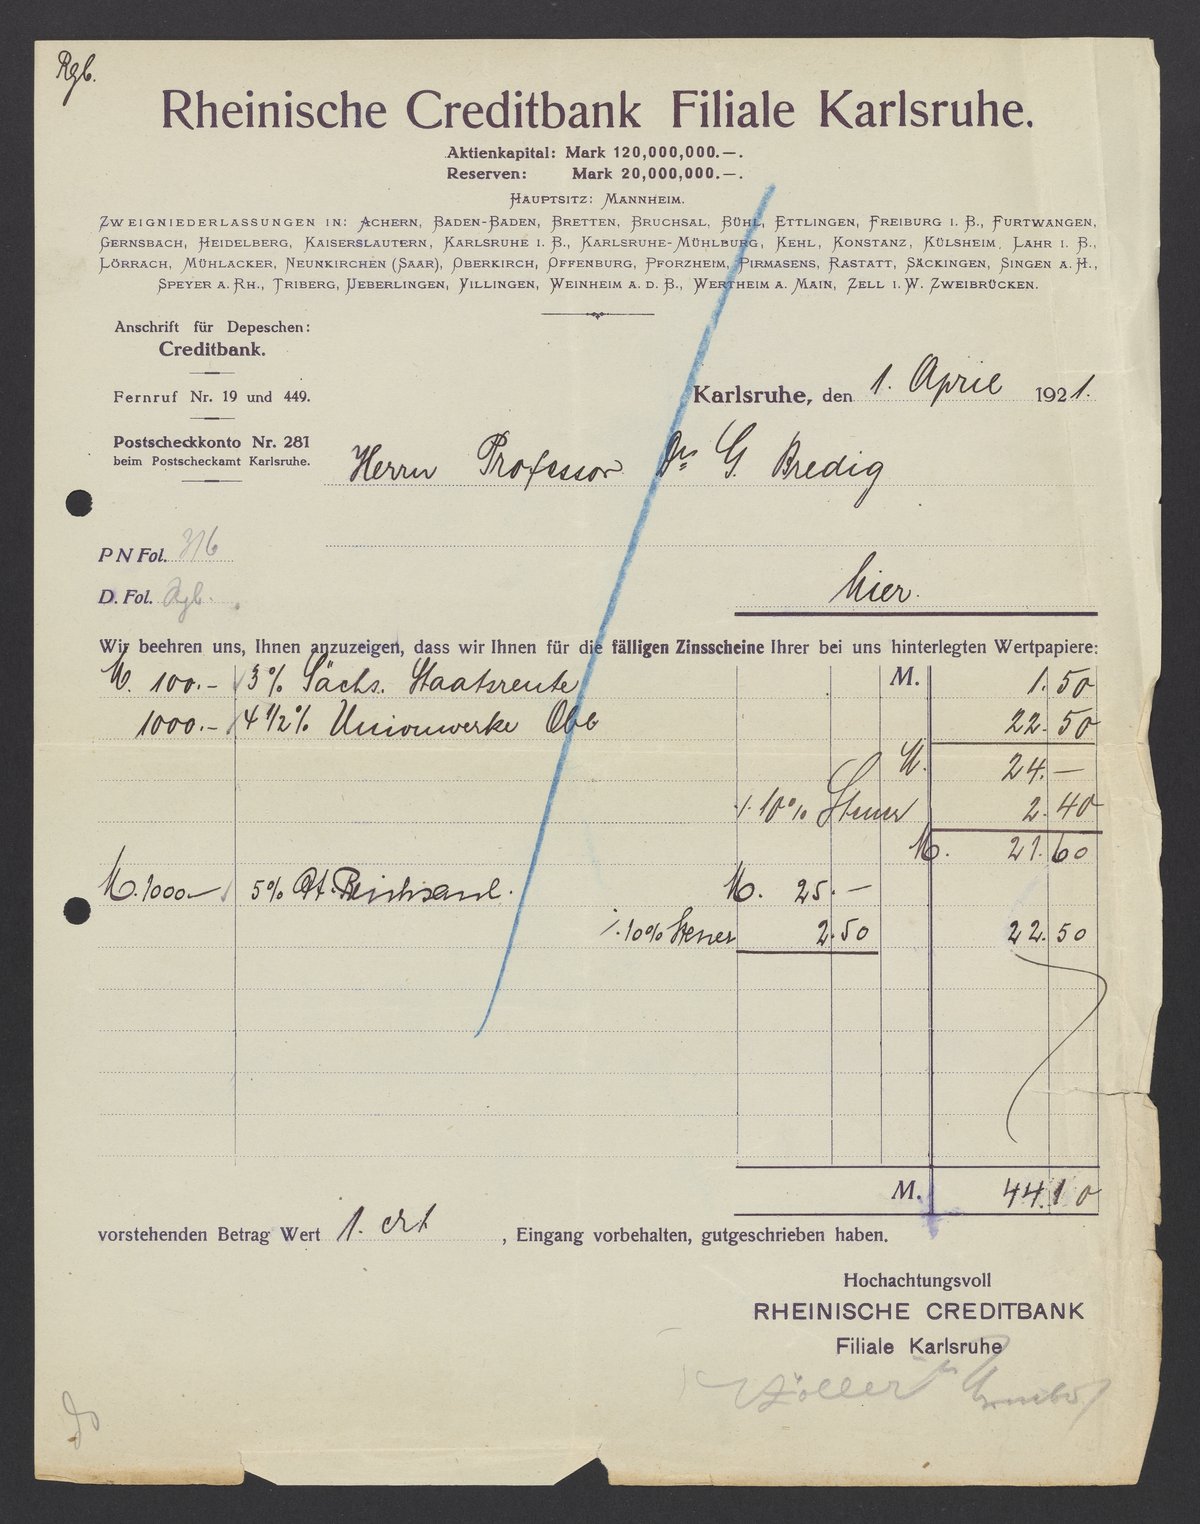 Rgb.
Rheinische Creditbank Filiale Karlsruhe.
Aktienkapital: Mark 120,000,000.—.
Reserven: Mark 20,000,000.—.
Hauptsitz: Mannheim.
Zweigniederlassungen in: Achern, Baden-Baden, Bretten, Bruchsal, Bühl, Ettlingen, Freiburg i. B., Furtwangen,
Gernsbach, Heidelberg, Kaiserslautern, Karlsruhe i. B., Karlsruhe-Mühlburg, Kehl, Konstanz, Külsheim, Lahr i. B.,
Lörrach, Mühlacker, Neunkirchen (Saar), Oberkirch, Offenburg, Pforzheim, Pirmasens, Rastatt, Säckingen, Singen a. H.,
Speyer a. Rh., Triberg, Ueberlingen, Villingen, Weinheim a. d. B., Wertheim a. Main, Zell i. W. Zweibrücken.
Anschrift für Depeschen:
Creditbank.
Fernruf Nr. 19 und 449.
Karlsruhe, den 1. April 1921.
Postscheckkonto Nr. 281
beim Postscheckamt Karlsruhe.
Herrn Professor Dr. G. Bredig
P N Fol. 316
D. Fol. Rgb.
hier.
Wir beehren uns, Ihnen anzuzeigen, dass wir Ihnen für die fälligen Zinsscheine Ihrer bei uns hinterlegten Wertpapiere:
M. 100.- 3% Sächs. Staatsrente M. 1.50
1000.- 4 1/2% Unionwerke Obl 22.50
M. 24.—
./. 10% Steuer 2.40
M. 21.60
M. 1000.— 5% Dt. Reichsanl. M. 25.—
./. 10% Steuer 2.50 22.50
M. 44.10
vorstehenden Betrag Wert 1. crt , Eingang vorbehalten, gutgeschrieben haben.
Hochachtungsvoll
RHEINISCHE CREDITBANK
Filiale Karlsruhe